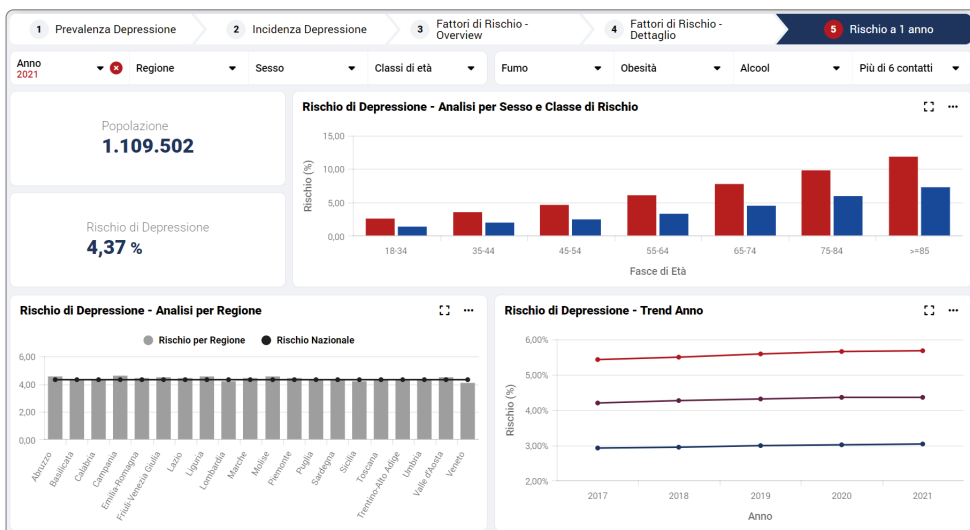 1 Prevalenza Depressione
2 Incidenza Depressione
3 Fattori di Rischio -
Overview
4 Fattori di Rischio -
Dettaglio
5 Rischio a 1 anno
Anno
2021
Regione
Sesso
Classi di età
Fumo
Obesità
Alcool
Più di 6 contatti
Popolazione
1.109.502
Rischio di Depressione
4,37 %
Rischio di Depressione - Analisi per Sesso e Classe di Rischio
15,00
10,00
5,00
0,00
Rischio (%)
18-34
35-44
45-54
55-64
65-74
75-84
>=85
Fasce di Età
Rischio di Depressione - Analisi per Regione
Rischio per Regione
Rischio Nazionale
6,00
4,00
2,00
0,00
Abruzzo
Basilicata
Calabria
Campania
Emilia-Romagna
Friuli-Venezia Giulia
Lazio
Liguria
Lombardia
Marche
Molise
Piemonte
Puglia
Sardegna
Sicilia
Toscana
Trentino-Alto Adige
Umbria
Valle d'Aosta
Veneto
Rischio di Depressione - Trend Anno
6,00%
5,00%
4,00%
3,00%
2,00%
Rischio (%)
2017
2018
2019
2020
2021
Anno